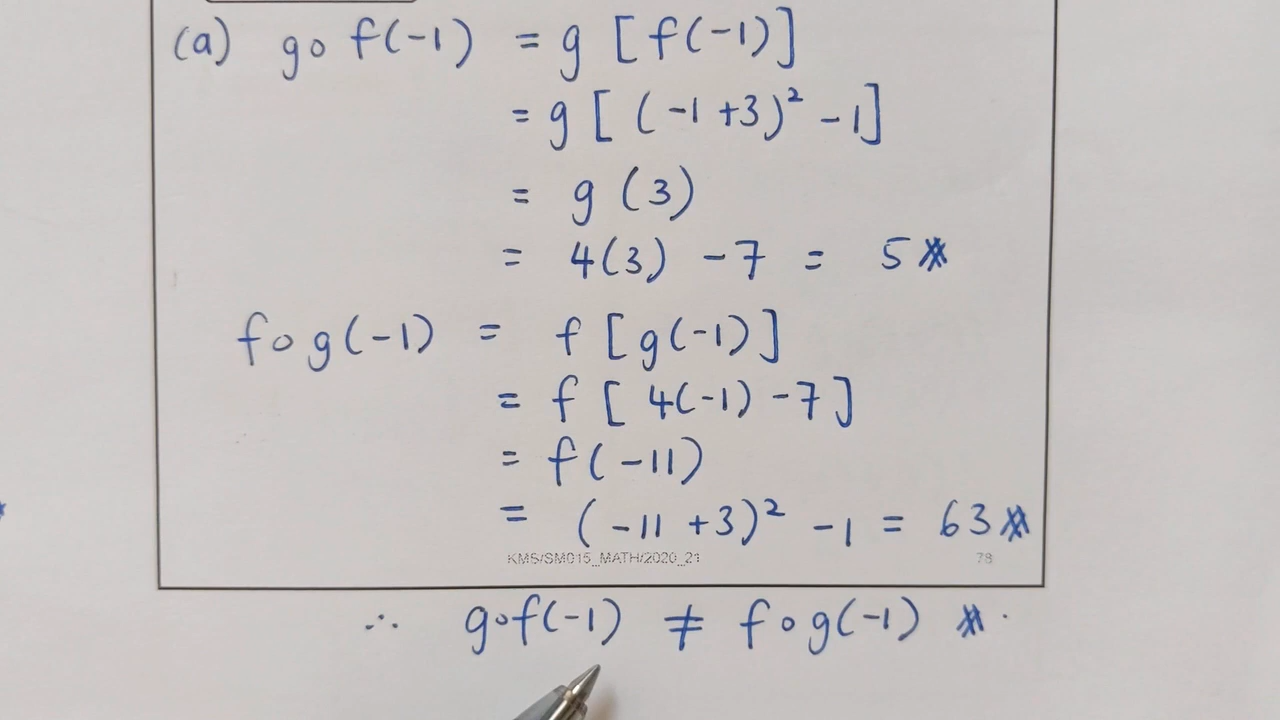 (a) g∘f(-1) = g [f(-1)]
= g [ (-1 +3)² -1]
= g (3)
= 4(3) -7 = 5 #
f∘g(-1) = f [g(-1)]
= f [ 4(-1) -7]
= f(-11)
= (-11 +3)² -1 = 63 #
KMS/SM015_MATH/2020_21 78
∴ g∘f(-1) ≠ f∘g(-1) #.